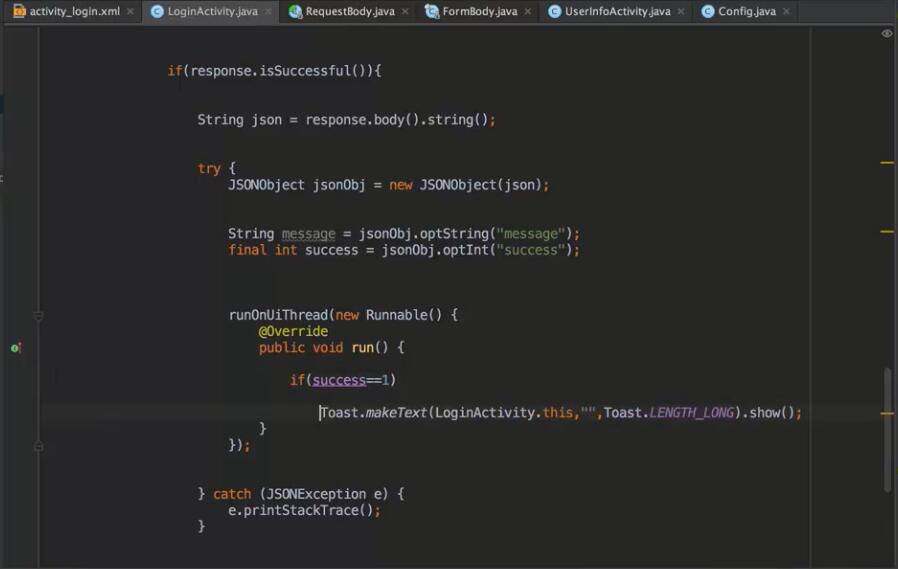 activity_login.xml LoginActivity.java RequestBody.java FormBody.java UserInfoActivity.java Config.java
if(response.isSuccessful()){
String json = response.body().string();
try {
JSONObject jsonObj = new JSONObject(json);
String message = jsonObj.optString("message");
final int success = jsonObj.optInt("success");
runOnUiThread(new Runnable() {
@Override
public void run() {
if(success==1)
Toast.makeText(LoginActivity.this,"",Toast.LENGTH_LONG).show();
}
});
} catch (JSONException e) {
e.printStackTrace();
}